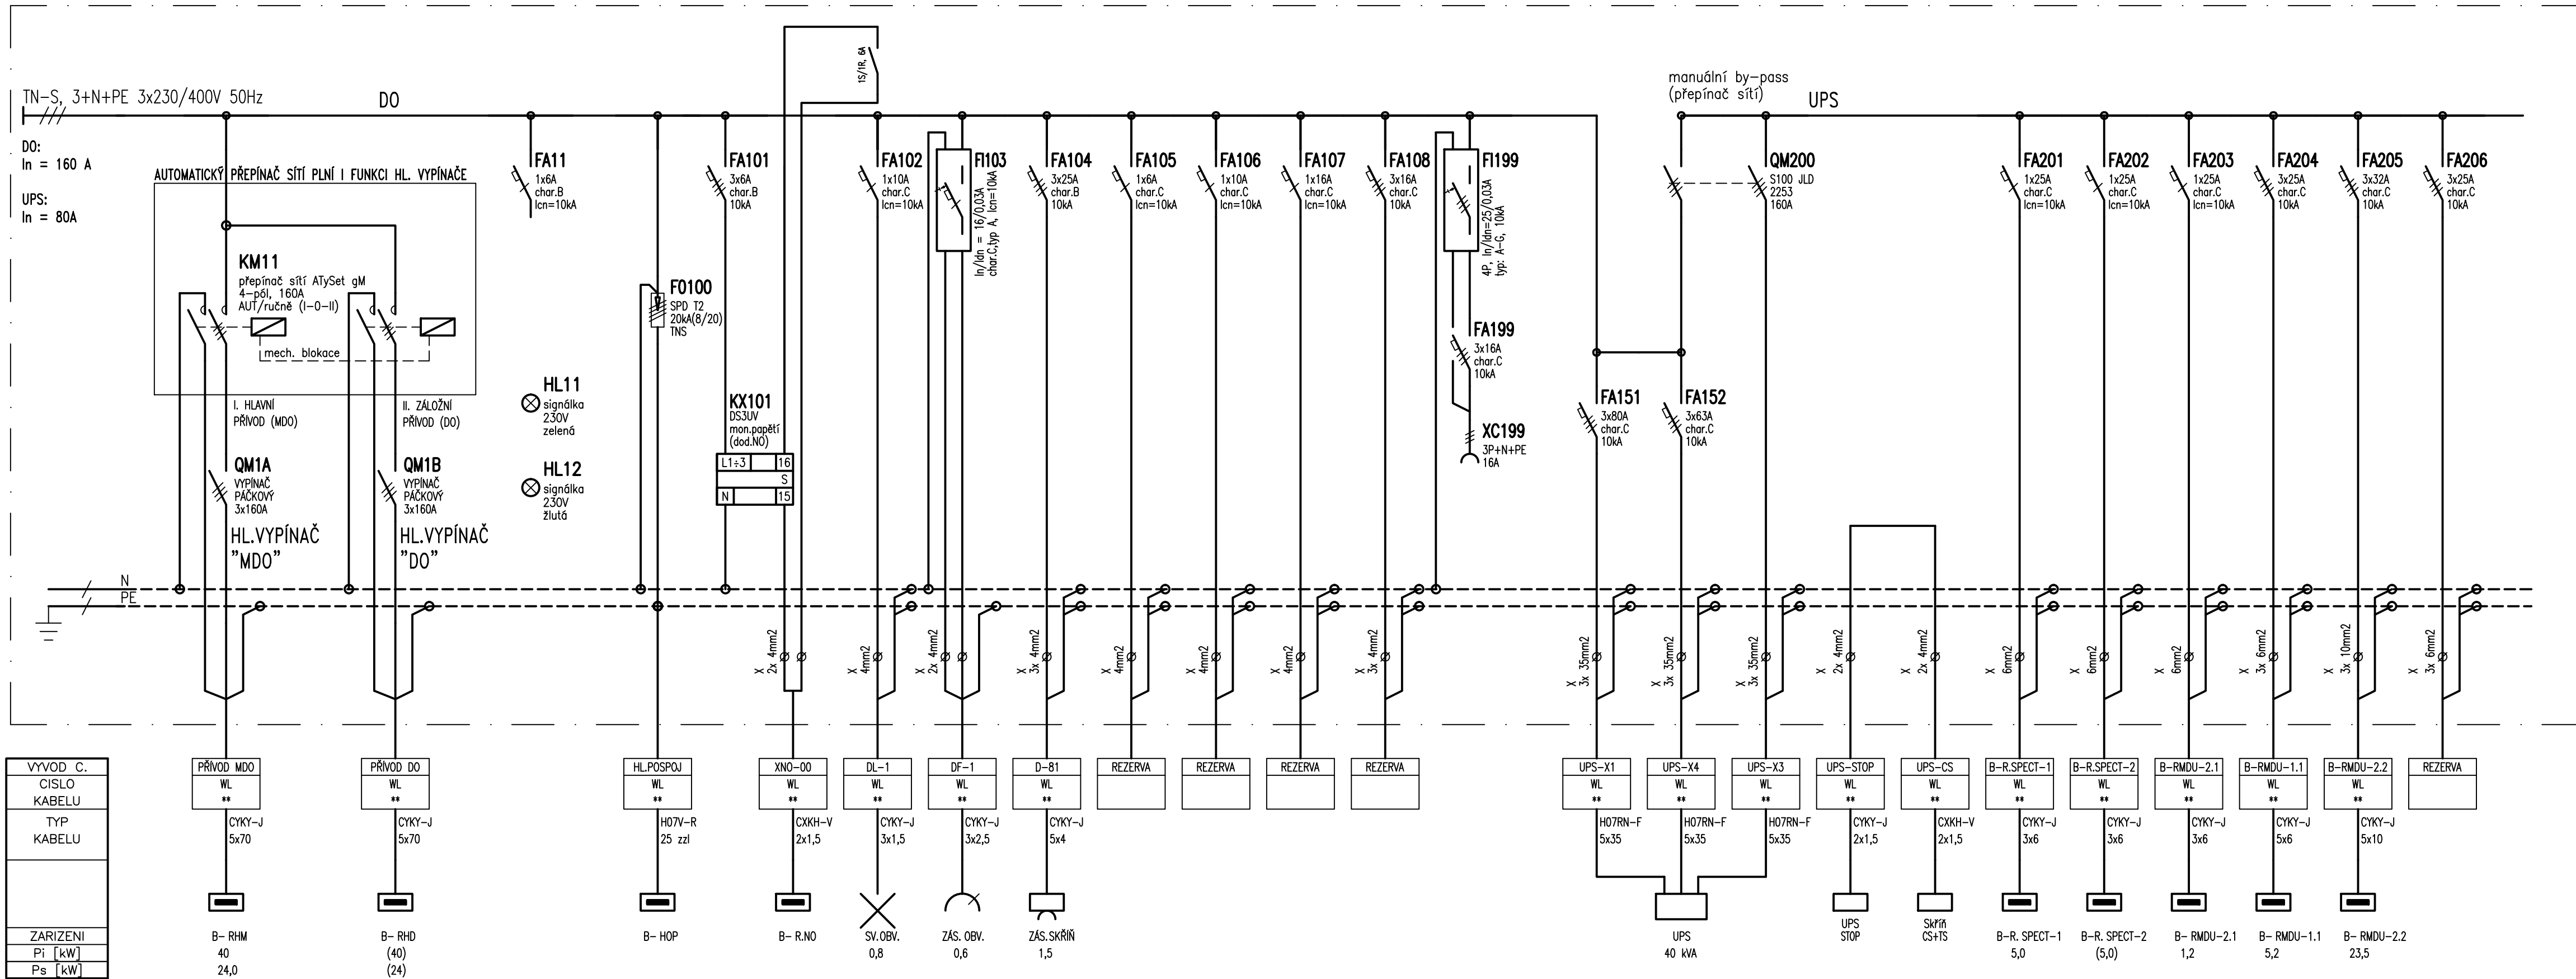 TN-S, 3+N+PE 3x230/400V 50Hz
DO
manuální by-pass
(přepínač sítí)
UPS
DO:
In = 160 A
UPS:
In = 80A
AUTOMATICKÝ PŘEPÍNAČ SÍTÍ PLNÍ I FUNKCI HL. VYPÍNAČE
KM11
přepínač sítí ATySet gM
4-pól, 160A
AUT/ručně (I-0-II)
mech. blokace
I. HLAVNÍ
PŘÍVOD (MDO)
II. ZÁLOŽNÍ
PŘÍVOD (DO)
QM1A
VYPÍNAČ
PÁČKOVÝ
3x160A
HL.VYPÍNAČ
"MDO"
QM1B
VYPÍNAČ
PÁČKOVÝ
3x160A
HL.VYPÍNAČ
"DO"
FA11
1x6A
char.B
Icn=10kA
HL11
signálka
230V
zelená
HL12
signálka
230V
žlutá
F0100
SPD T2
20kA(8/20)
TNS
FA101
3x6A
char.B
10kA
KX101
DS3UV
mon.papětí
(dod.NO)
L1÷3
16
S
N
15
1S/1R, 6A
FA102
1x10A
char.C
Icn=10kA
FI103
In/Idn = 16/0,03A
char.C,typ A, Icn=10kA
FA104
3x25A
char.B
10kA
FA105
1x6A
char.C
Icn=10kA
FA106
1x10A
char.C
Icn=10kA
FA107
1x16A
char.C
Icn=10kA
FA108
3x16A
char.C
10kA
FI199
4P, In/Idn=25/0,03A
typ: A-G, 10kA
FA199
3x16A
char.C
10kA
XC199
3P+N+PE
16A
FA151
3x80A
char.C
10kA
FA152
3x63A
char.C
10kA
QM200
S100 JLD
2253
160A
FA201
1x25A
char.C
Icn=10kA
FA202
1x25A
char.C
Icn=10kA
FA203
1x25A
char.C
Icn=10kA
FA204
3x25A
char.C
10kA
FA205
3x32A
char.C
10kA
FA206
3x25A
char.C
10kA
N
PE
X 2x 4mm2
X 4mm2
X 2x 4mm2
X 3x 4mm2
X 4mm2
X 4mm2
X 4mm2
X 3x 4mm2
X 3x 35mm2
X 3x 35mm2
X 3x 35mm2
X 2x 4mm2
X 2x 4mm2
X 6mm2
X 6mm2
X 6mm2
X 3x 6mm2
X 3x 10mm2
X 3x 6mm2
VYVOD C. PŘÍVOD MDO PŘÍVOD DO HL.POSPOJ XNO-00 DL-1 DF-1 D-81 REZERVA REZERVA REZERVA REZERVA UPS-X1 UPS-X4 UPS-X3 UPS-STOP UPS-CS B-R.SPECT-1 B-R.SPECT-2 B-RMDU-2.1 B-RMDU-1.1 B-RMDU-2.2 REZERVA
CISLO WL WL WL WL WL WL WL WL WL WL WL WL WL WL WL WL WL
KABELU ** ** ** ** ** ** ** ** ** ** ** ** ** ** ** ** **
TYP CYKY-J CYKY-J H07V-R CXKH-V CYKY-J CYKY-J CYKY-J H07RN-F H07RN-F H07RN-F CYKY-J CXKH-V CYKY-J CYKY-J CYKY-J CYKY-J CYKY-J
KABELU 5x70 5x70 25 zzl 2x1,5 3x1,5 3x2,5 5x4 5x35 5x35 5x35 2x1,5 2x1,5 3x6 3x6 3x6 5x6 5x10
UPS STOP
Skříň CS+TS
ZARIZENI B- RHM B- RHD B- HOP B- R.NO SV.OBV. ZÁS. OBV. ZÁS.SKŘÍŇ UPS B-R. SPECT-1 B-R. SPECT-2 B- RMDU-2.1 B- RMDU-1.1 B- RMDU-2.2
Pi [kW] 40 (40) 0,8 0,6 1,5 40 kVA 5,0 (5,0) 1,2 5,2 23,5
Ps [kW] 24,0 (24)